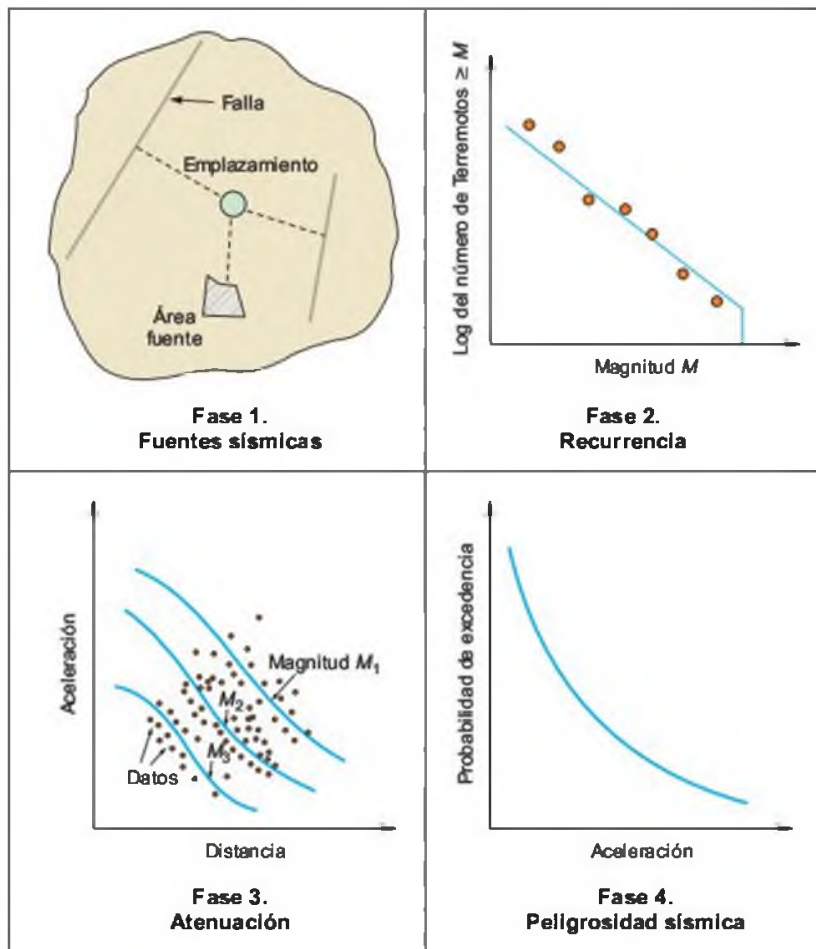 Falla
Emplazamiento
Área
fuente
Fase 1.
Fuentes sísmicas
Log del número de Terremotos ≥ M
Magnitud M
Fase 2.
Recurrencia
Aceleración
Magnitud M1
M2
M3
Datos
Distancia
Fase 3.
Atenuación
Probabilidad de excedencia
Aceleración
Fase 4.
Peligrosidad sísmica